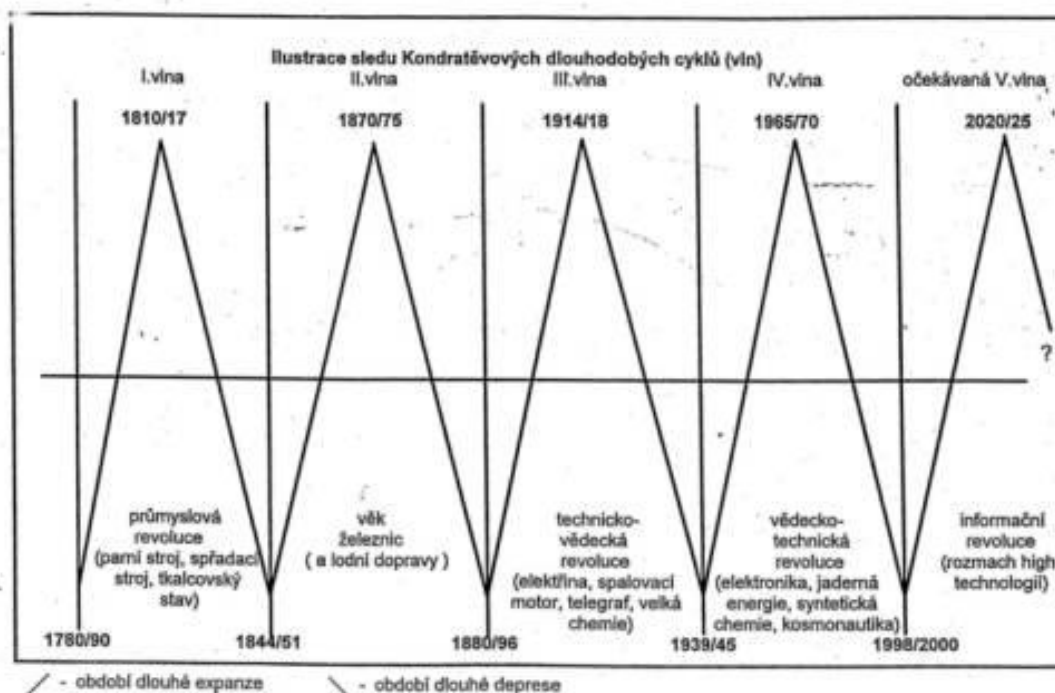 Ilustrace sledu Kondratěvových dlouhodobých cyklů (vln)
I.vlna
II.vlna
III.vlna
IV.vlna
očekávaná V.vlna
1810/17
1870/75
1914/18
1965/70
2020/25
?
průmyslová
revoluce
(parní stroj, spřadací
stroj, tkalcovský
stav)
věk
železnic
( a lodní dopravy )
technicko-
vědecká
revoluce
(elektřina, spalovací
motor, telegraf, velká
chemie)
vědecko-
technická
revoluce
(elektronika, jaderná
energie, syntetická
chemie, kosmonautika)
informační
revoluce
(rozmach high
technologií)
1780/90
1844/51
1880/96
1939/45
1998/2000
- období dlouhé expanze
- období dlouhé deprese